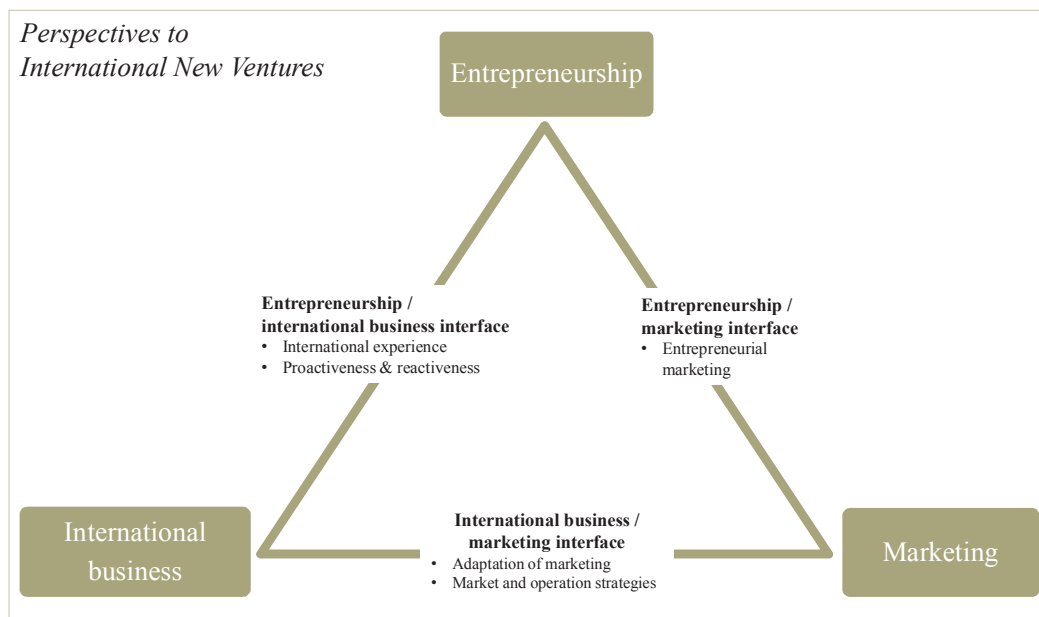 Perspectives to
International New Ventures
Entrepreneurship
Entrepreneurship /
international business interface
• International experience
• Proactiveness & reactiveness
Entrepreneurship /
marketing interface
• Entrepreneurial
marketing
International
business
International business /
marketing interface
• Adaptation of marketing
• Market and operation strategies
Marketing